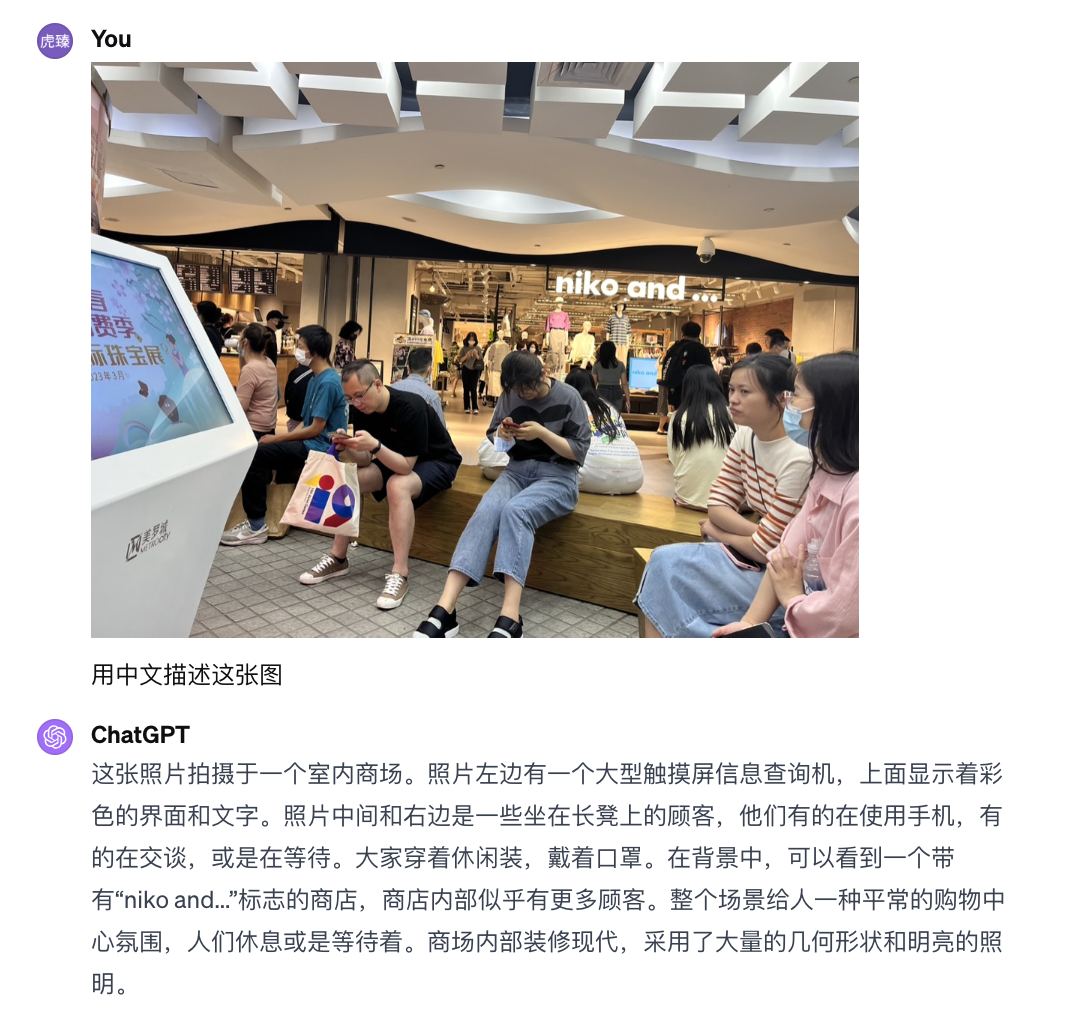 虎臻
You
niko and ...
niko and
首
费季
际珠宝展
023年3月
美罗城
METROCITY
用中文描述这张图
ChatGPT
这张照片拍摄于一个室内商场。照片左边有一个大型触摸屏信息查询机，上面显示着彩
色的界面和文字。照片中间和右边是一些坐在长凳上的顾客，他们有的在使用手机，有
的在交谈，或是在等待。大家穿着休闲装，戴着口罩。在背景中，可以看到一个带
有“niko and...”标志的商店，商店内部似乎有更多顾客。整个场景给人一种平常的购物中
心氛围，人们休息或是等待着。商场内部装修现代，采用了大量的几何形状和明亮的照
明。